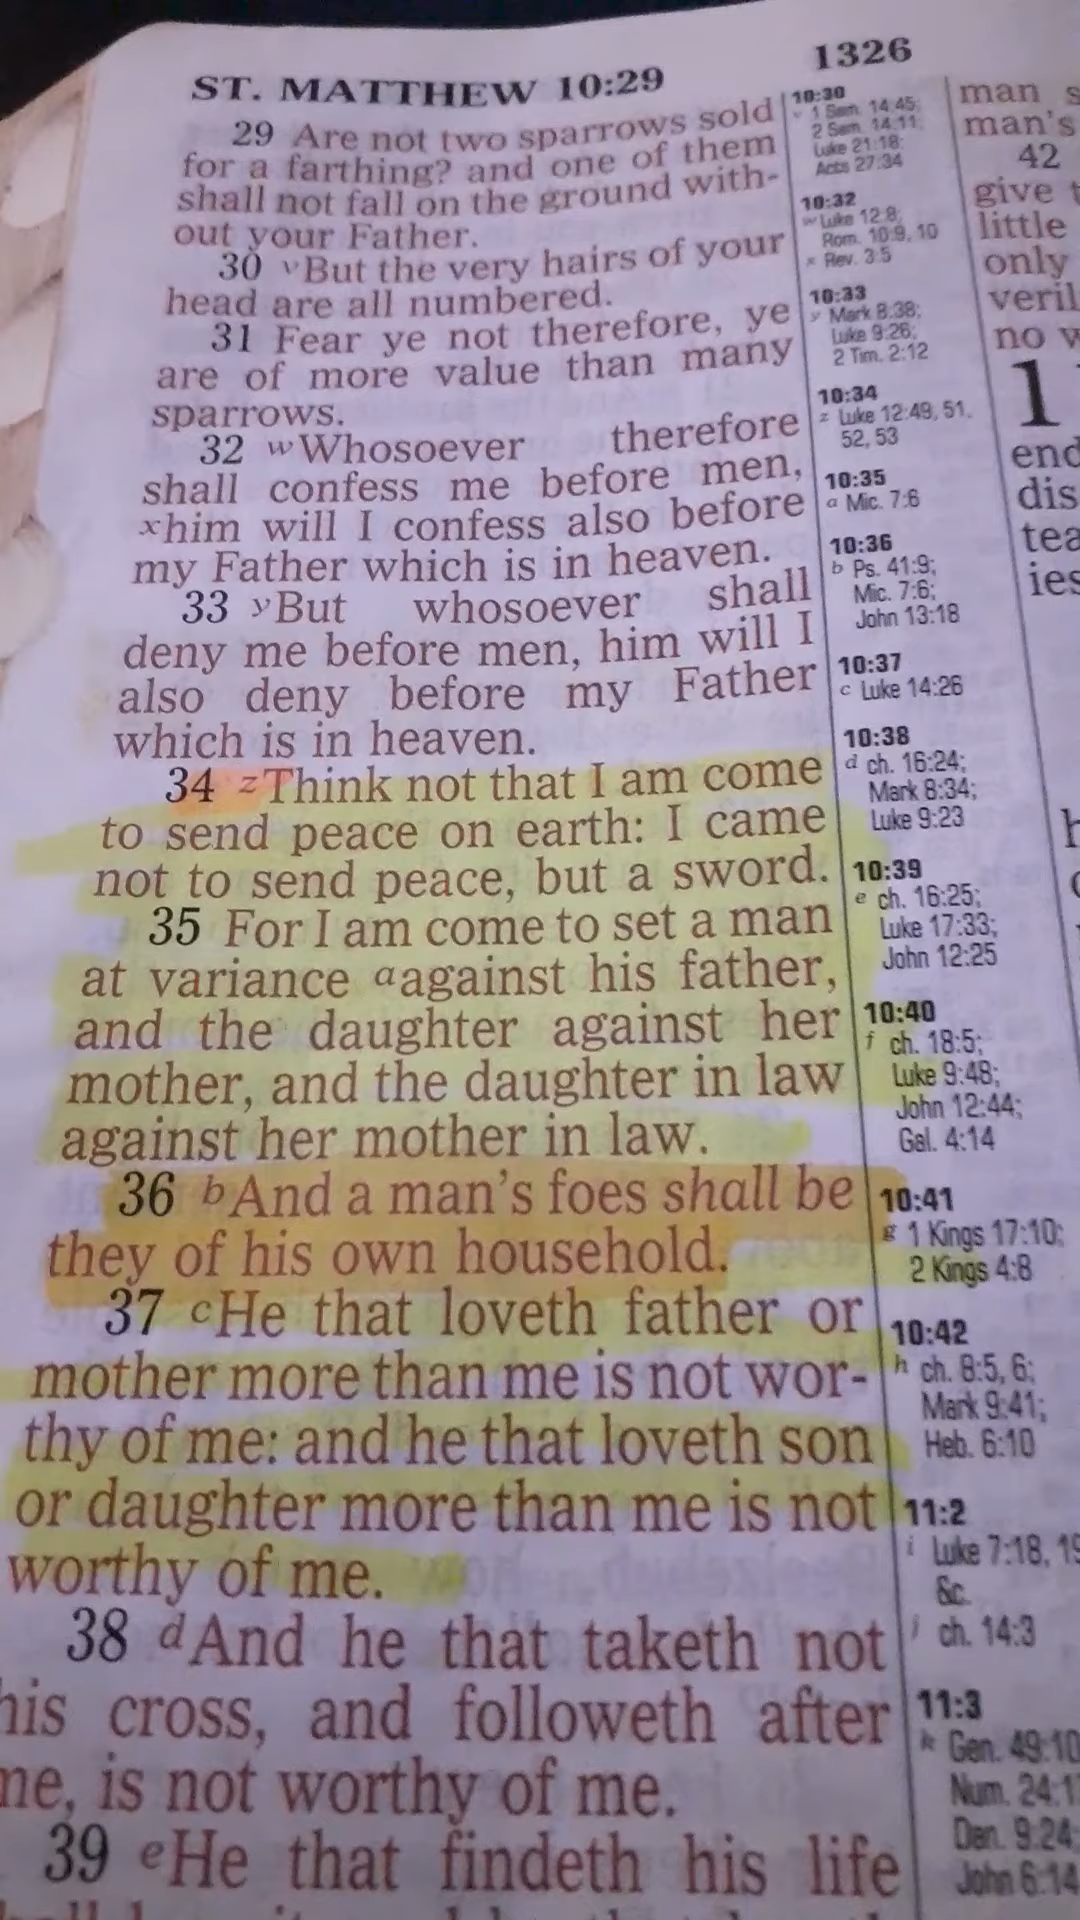 ST. MATTHEW 10:29
1326
29 Are not two sparrows sold
for a farthing? and one of them
shall not fall on the ground with-
out your Father.
30 vBut the very hairs of your
head are all numbered.
31 Fear ye not therefore, ye
are of more value than many
sparrows.
32 wWhosoever therefore
shall confess me before men,
xhim will I confess also before
my Father which is in heaven.
33 yBut whosoever shall
deny me before men, him will I
also deny before my Father
which is in heaven.
34 zThink not that I am come
to send peace on earth: I came
not to send peace, but a sword.
35 For I am come to set a man
at variance aagainst his father,
and the daughter against her
mother, and the daughter in law
against her mother in law.
36 bAnd a man's foes shall be
they of his own household.
37 cHe that loveth father or
mother more than me is not wor-
thy of me: and he that loveth son
or daughter more than me is not
worthy of me.
38 dAnd he that taketh not
his cross, and followeth after
me, is not worthy of me.
39 eHe that findeth his life
10:30
v 1 Sam. 14:45;
2 Sam. 14:11;
Luke 21:18;
Acts 27:34
10:32
w Luke 12:8;
Rom. 10:9, 10
x Rev. 3:5
10:33
y Mark 8:38;
Luke 9:26;
2 Tim. 2:12
10:34
z Luke 12:49, 51,
52, 53
10:35
a Mic. 7:6
10:36
b Ps. 41:9;
Mic. 7:6;
John 13:18
10:37
c Luke 14:26
10:38
d ch. 16:24;
Mark 8:34;
Luke 9:23
10:39
e ch. 16:25;
Luke 17:33;
John 12:25
10:40
f ch. 18:5;
Luke 9:48;
John 12:44;
Gal. 4:14
10:41
g 1 Kings 17:10;
2 Kings 4:8
10:42
h ch. 8:5, 6;
Mark 9:41;
Heb. 6:10
11:2
i Luke 7:18, 19
&c.
j ch. 14:3
11:3
k Gen. 49:10
Num. 24:1
Dan. 9:24
John 6:14
man s
man's
42
give t
little
only
veril
no w
1
end
dis
tea
ies